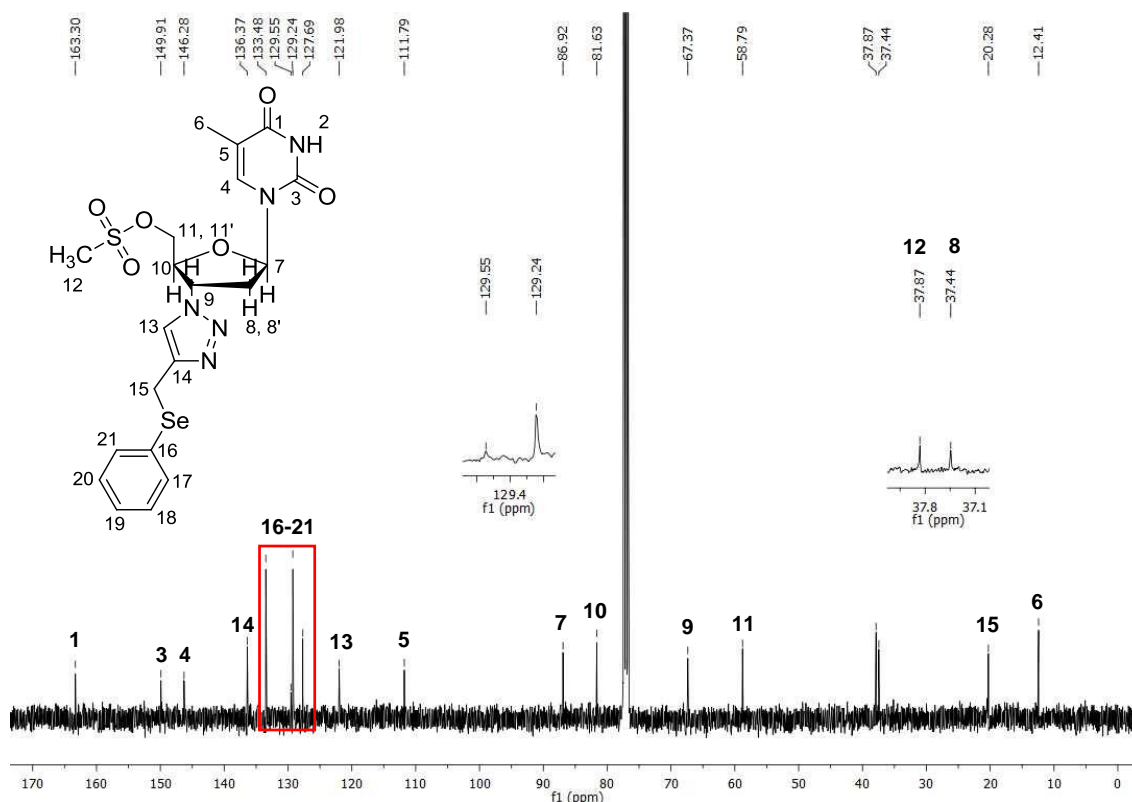 163.30
149.91
146.28
136.37
133.48
129.55
129.24
127.69
121.98
111.79
86.92
81.63
67.37
58.79
37.87
37.44
20.28
12.41
O
6
1
2
NH
5
4
3
N
O
O
O
11, 11'
O
S
7
H3C
10
H
H
12
O
H
9
H
H
N
8, 8'
13
N
N
14
15
Se
21
16
20
17
19
18
129.55
129.24
129.4
f1 (ppm)
12 8
37.87
37.44
37.8 37.1
f1 (ppm)
16-21
1
3
4
14
13
5
7
10
9
11
15
6
170 160 150 140 130 120 110 100 90 80 70 60 50 40 30 20 10 0
f1 (ppm)